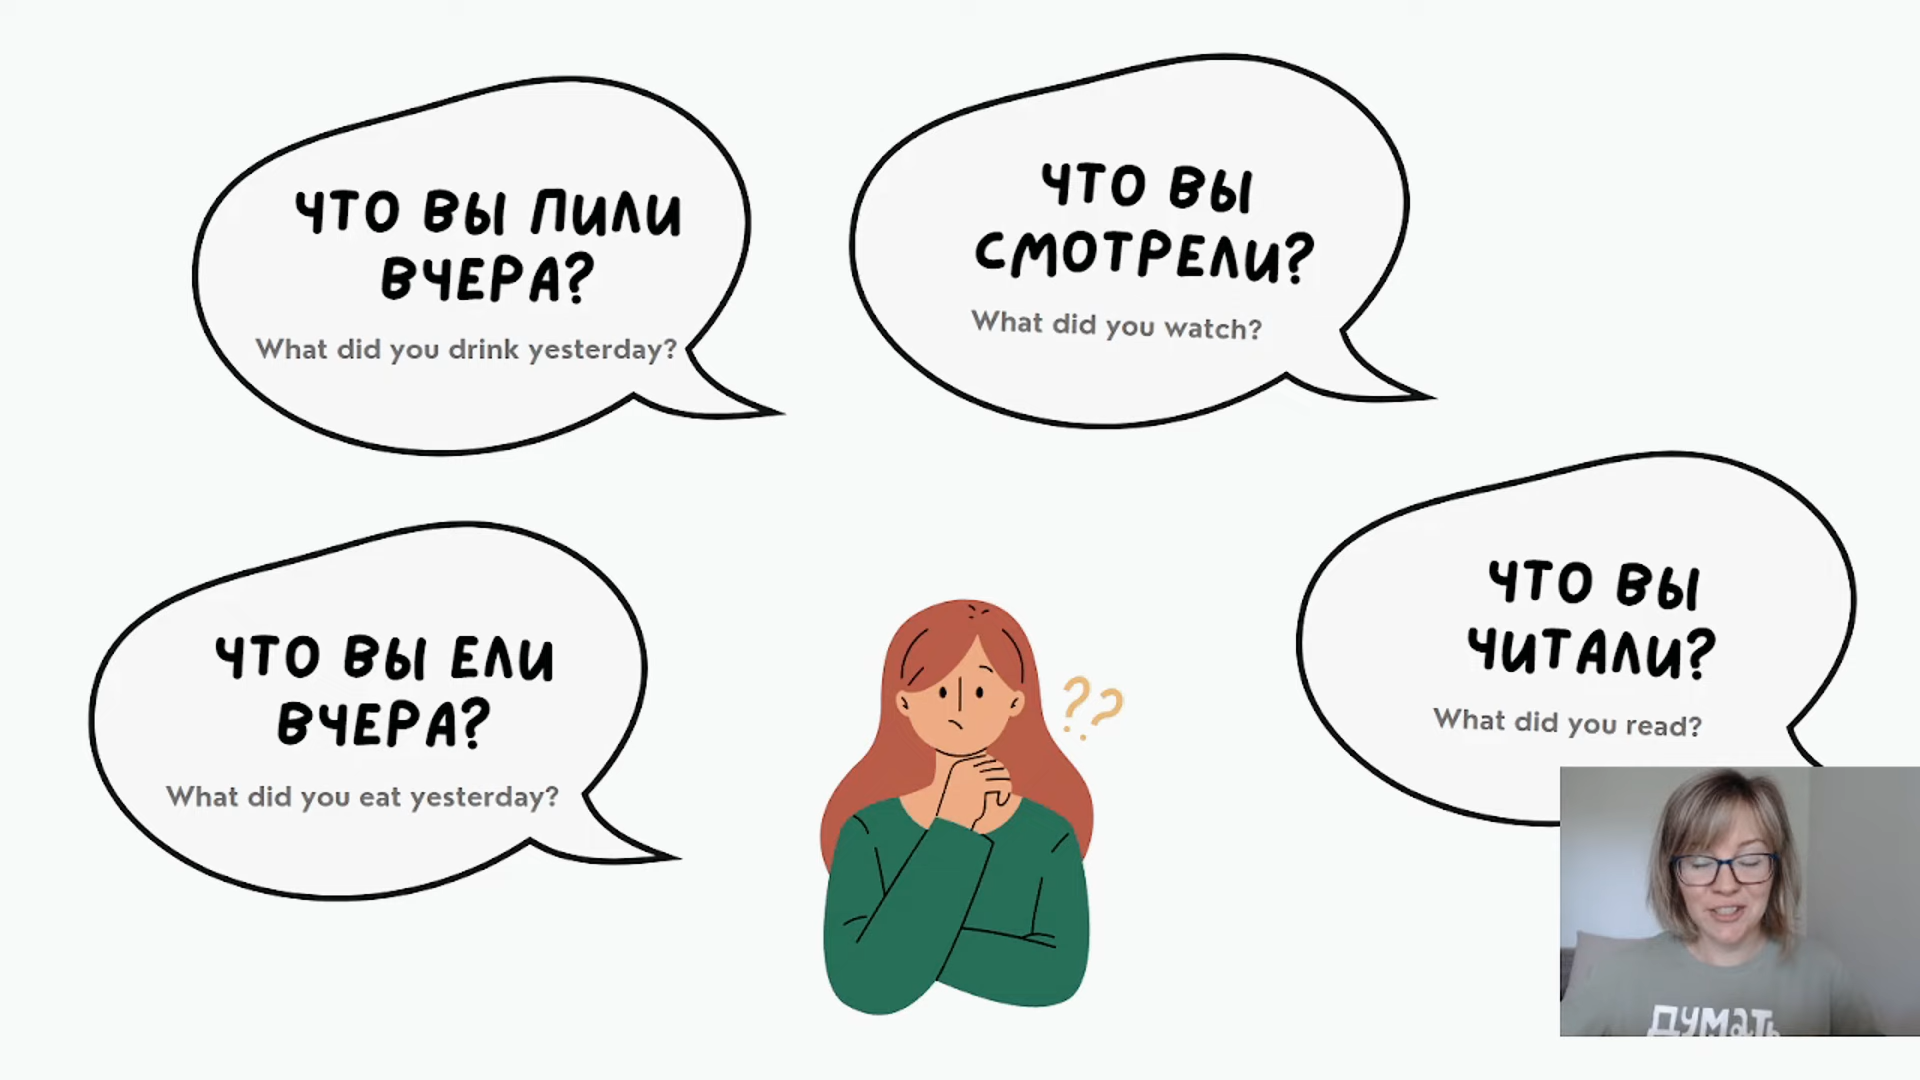 ЧТО ВЫ ПИЛИ
ВЧЕРА?
What did you drink yesterday?
ЧТО ВЫ
СМОТРЕЛИ?
What did you watch?
ЧТО ВЫ ЕЛИ
ВЧЕРА?
What did you eat yesterday?
??
ЧТО ВЫ
ЧИТАЛИ?
What did you read?
ДУМАТЬ